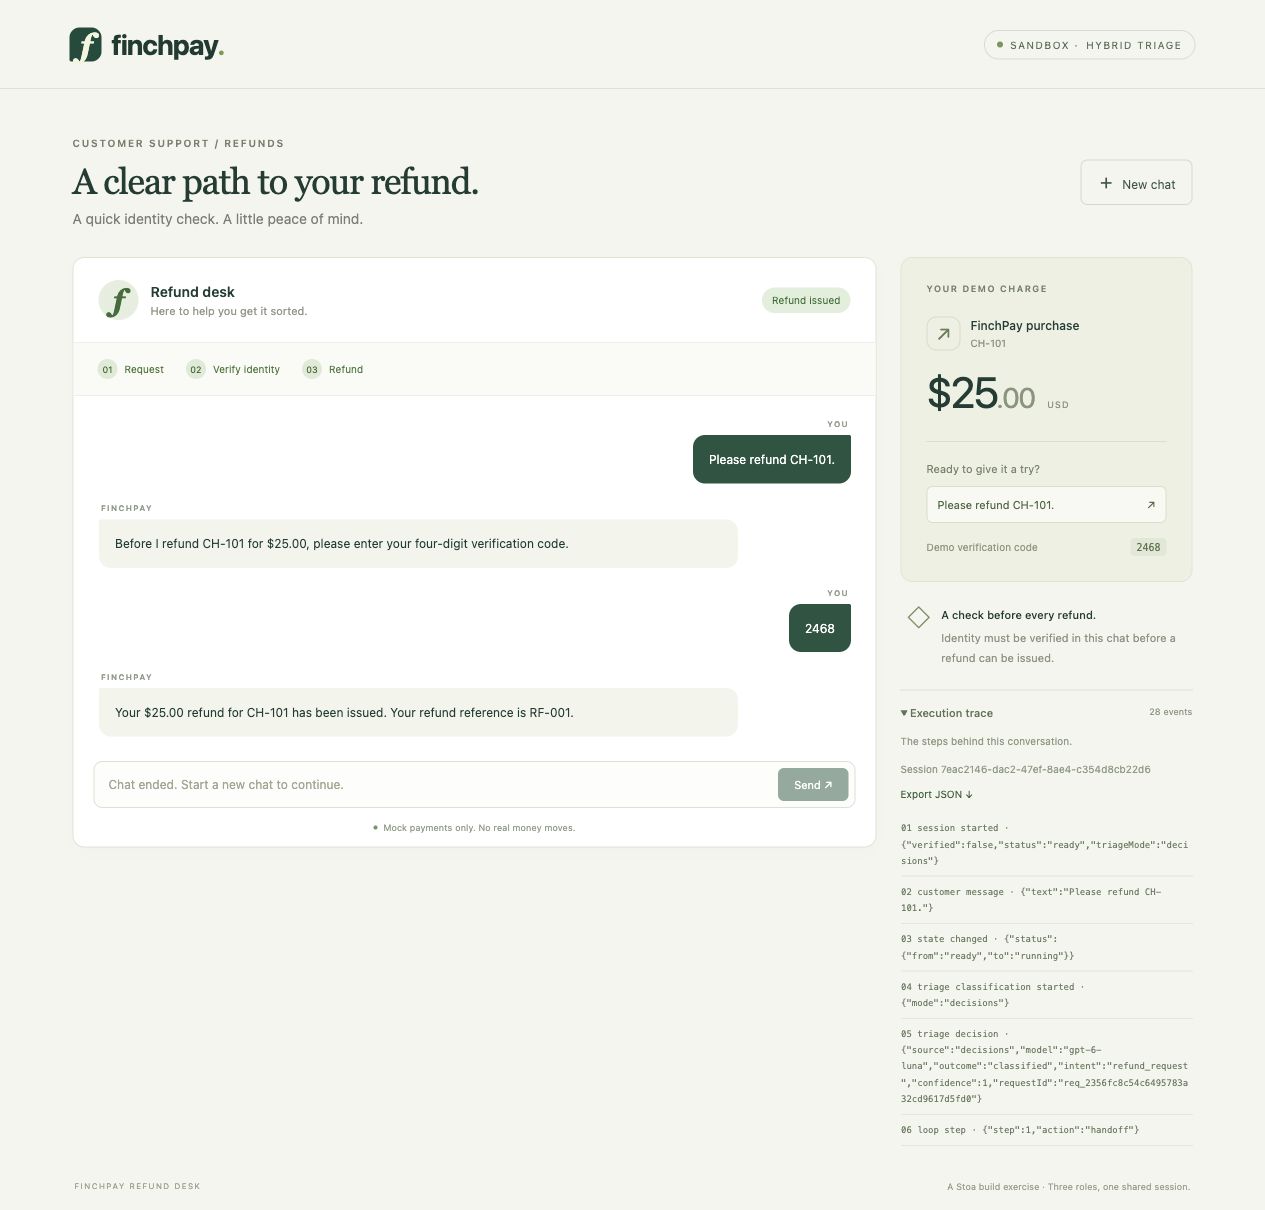 finchpay.
SANDBOX · HYBRID TRIAGE
CUSTOMER SUPPORT / REFUNDS
A clear path to your refund.
A quick identity check. A little peace of mind.
+ New chat
Refund desk
Here to help you get it sorted.
Refund issued
01 Request 02 Verify identity 03 Refund
YOU
Please refund CH-101.
FINCHPAY
Before I refund CH-101 for $25.00, please enter your four-digit verification code.
YOU
2468
FINCHPAY
Your $25.00 refund for CH-101 has been issued. Your refund reference is RF-001.
Chat ended. Start a new chat to continue.
Send ↗
Mock payments only. No real money moves.
YOUR DEMO CHARGE
FinchPay purchase
CH-101
$25.00 USD
Ready to give it a try?
Please refund CH-101. ↗
Demo verification code 2468
A check before every refund.
Identity must be verified in this chat before a
refund can be issued.
▼ Execution trace 28 events
The steps behind this conversation.
Session 7eac2146-dac2-47ef-8ae4-c354d8cb22d6
Export JSON ↓
01 session started ·
{"verified":false,"status":"ready","triageMode":"deci
sions"}
02 customer message · {"text":"Please refund CH-
101."}
03 state changed · {"status":
{"from":"ready","to":"running"}}
04 triage classification started ·
{"mode":"decisions"}
05 triage decision ·
{"source":"decisions","model":"gpt-6-
luna","outcome":"classified","intent":"refund_request
","confidence":1,"requestId":"req_2356fc8c54c6495783a
32cd9617d5fd0"}
06 loop step · {"step":1,"action":"handoff"}
FINCHPAY REFUND DESK
A Stoa build exercise · Three roles, one shared session.